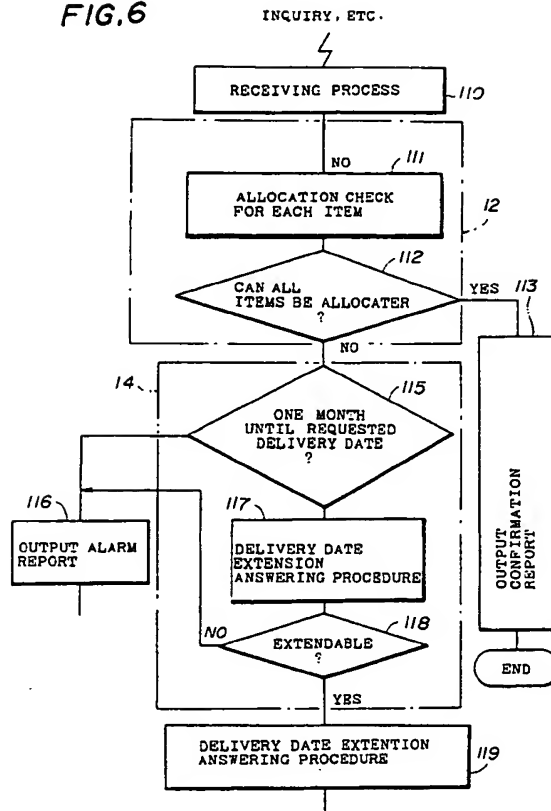 FIG.6
INQUIRY, ETC.
RECEIVING PROCESS
110
NO
111
ALLOCATION CHECK
FOR EACH ITEM
12
112
CAN ALL
ITEMS BE ALLOCATER
?
YES
113
NO
14
115
ONE MONTH
UNTIL REQUESTED
DELIVERY DATE
?
116
OUTPUT ALARM
REPORT
117
DELIVERY DATE
EXTENSION
ANSWERING PROCEDURE
OUTPUT
CONFIRMATION
REPORT
118
NO
EXTENDABLE
?
END
YES
DELIVERY DATE EXTENTION
ANSWERING PROCEDURE
119